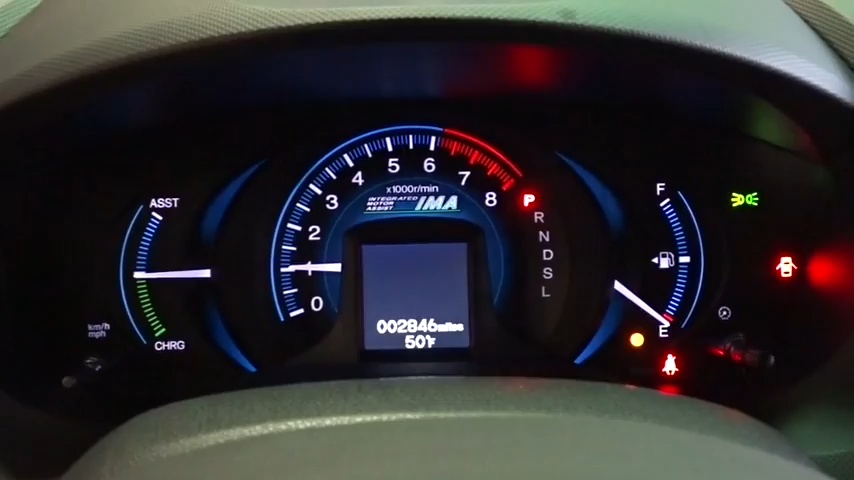 ASST
CHRG
km/h
mph
0
1
2
3
4
5
6
7
8
x1000r/min
INTEGRATED
MOTOR
ASSIST
IMA
002846miles
50°F
P
R
N
D
S
L
F
E